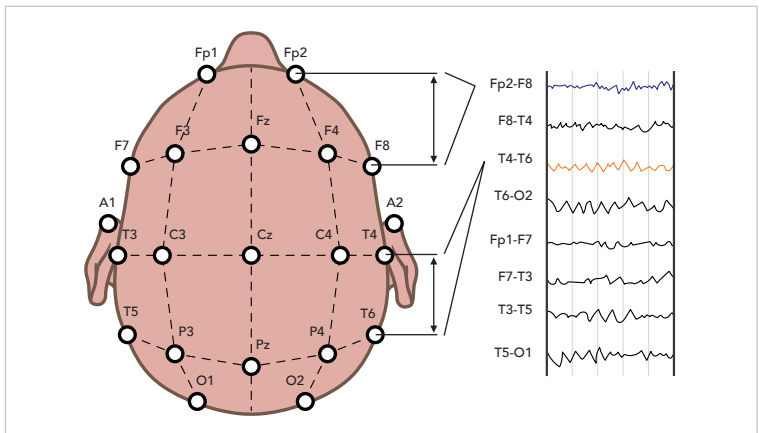 Fp1 Fp2
Fp2-F8
F8-T4
Fz
F3 F4
F7 F8
T4-T6
T6-O2
A1 A2
T3 C3 Cz C4 T4
Fp1-F7
F7-T3
T5 T6
T3-T5
P3 Pz P4
T5-O1
O1 O2